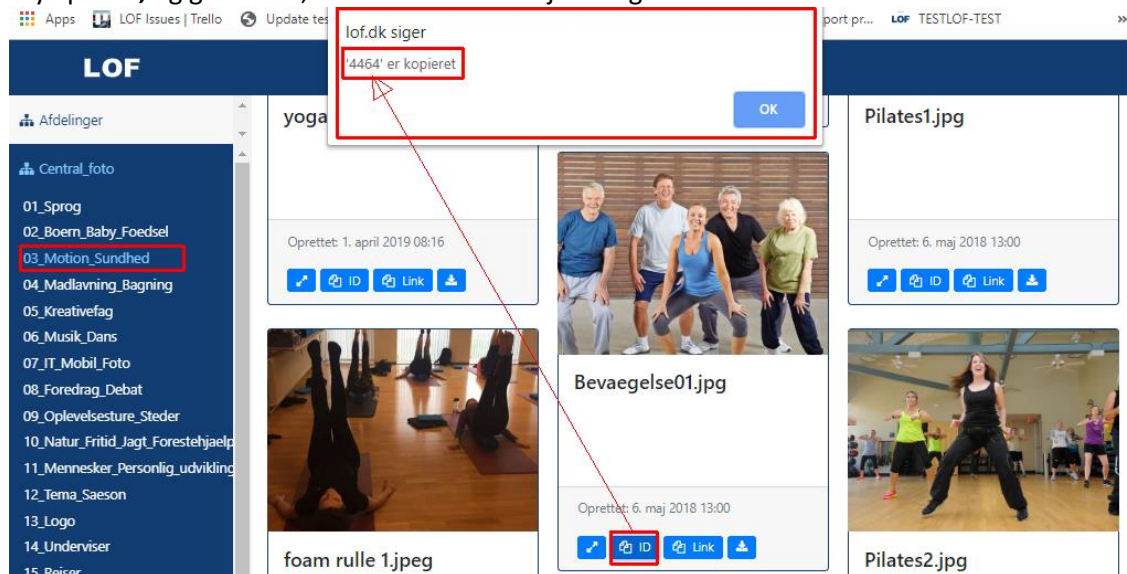 Apps
LOF Issues | Trello
Update tes
port pr...
LOF TESTLOF-TEST
»
lof.dk siger
'4464' er kopieret
OK
LOF
Afdelinger
Central_foto
01_Sprog
02_Boern_Baby_Foedsel
03_Motion_Sundhed
04_Madlavning_Bagning
05_Kreativefag
06_Musik_Dans
07_IT_Mobil_Foto
08_Foredrag_Debat
09_Oplevelsesture_Steder
10_Natur_Fritid_Jagt_Forestehjaelp
11_Mennesker_Personlig_udvikling
12_Tema_Saeson
13_Logo
14_Underviser
15_Rejser
yoga
Oprettet: 1. april 2019 08:16
ID Link
foam rulle 1.jpeg
Bevaegelse01.jpg
Oprettet: 6. maj 2018 13:00
ID Link
Pilates1.jpg
Oprettet: 6. maj 2018 13:00
ID Link
Pilates2.jpg